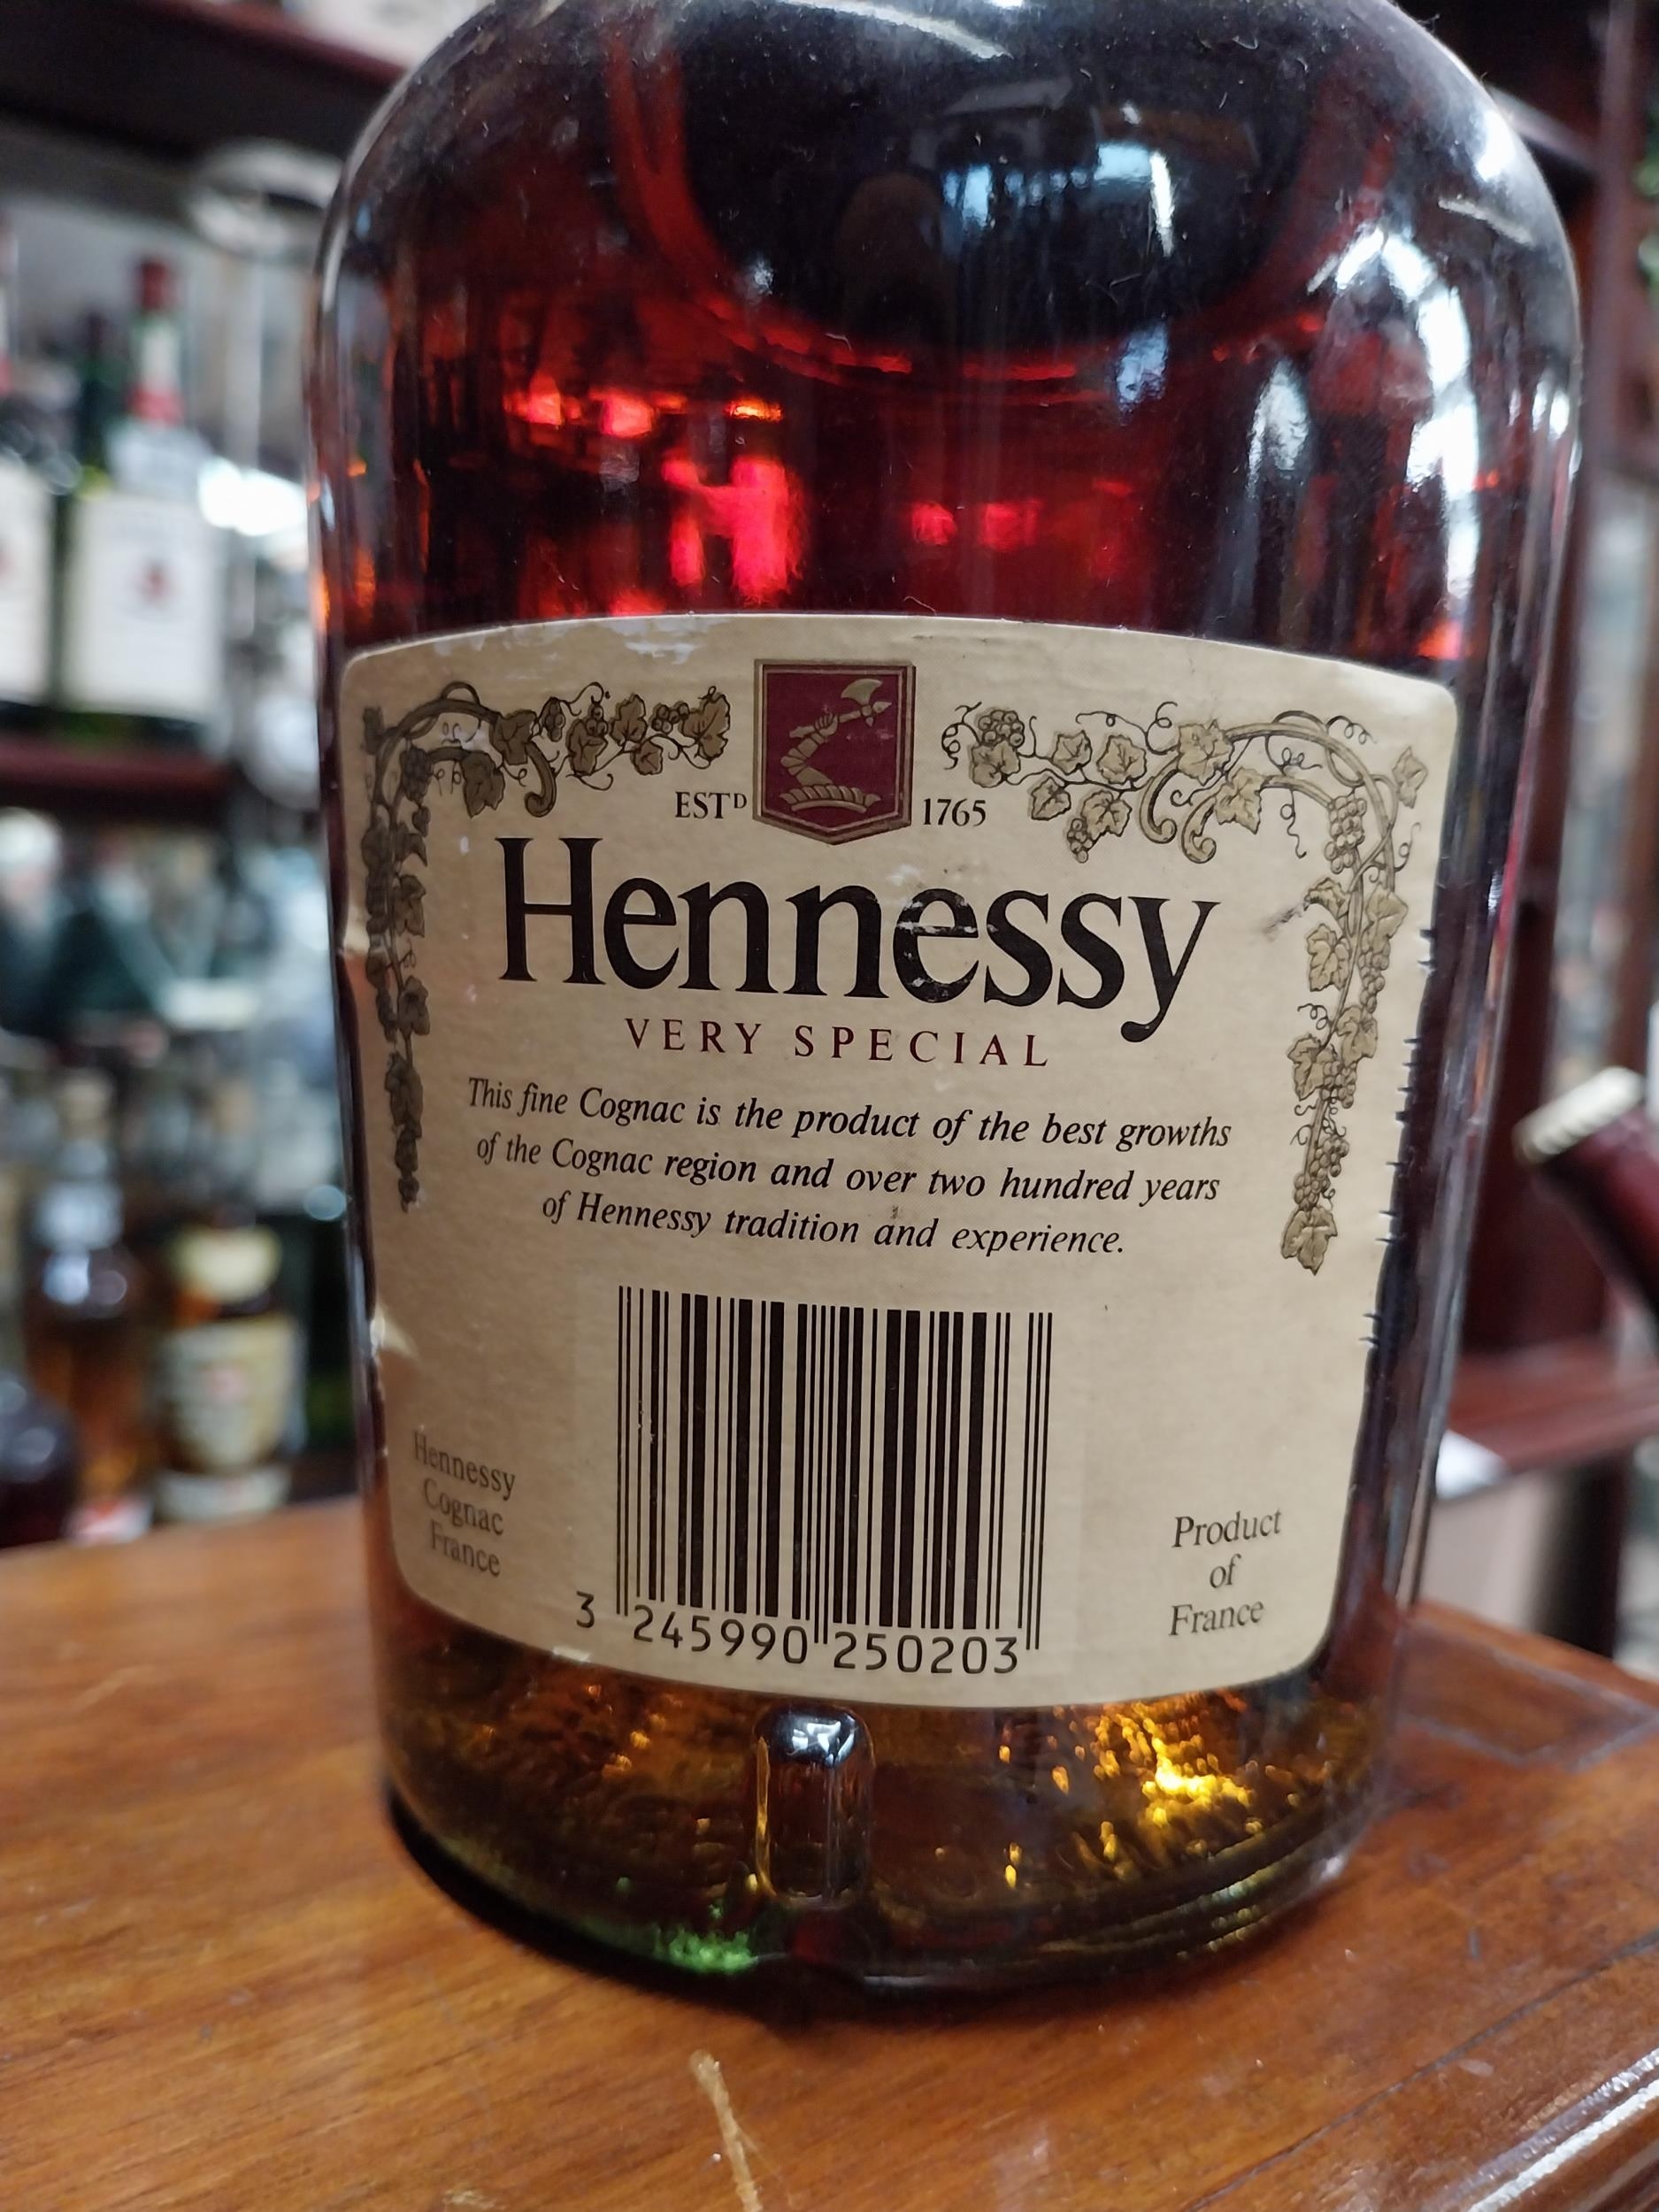 ESTD 1765
Hennessy
VERY SPECIAL
This fine Cognac is the product of the best growths
of the Cognac region and over two hundred years
of Hennessy tradition and experience.
Hennessy
Cognac
France
Product
of
France
3 245990 250203